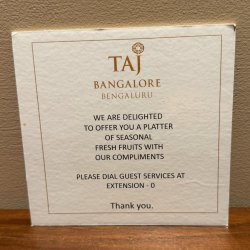 TAJ
BANGALORE
BENGALURU
WE ARE DELIGHTED
TO OFFER YOU A PLATTER
OF SEASONAL
FRESH FRUITS WITH
OUR COMPLIMENTS
PLEASE DIAL GUEST SERVICES AT
EXTENSION - 0
Thank you.